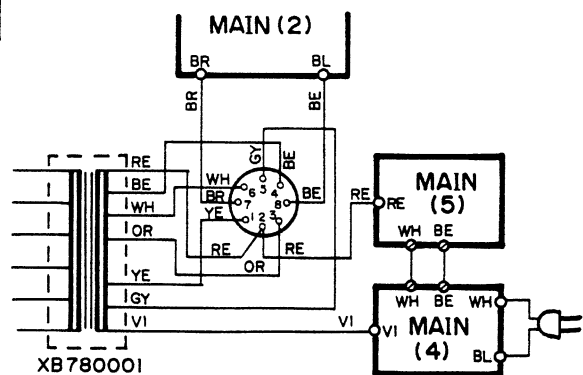 MAIN (2)
BR BL
BR BE
GY BE
RE
BE
WH
OR
YE
GY
VI
WH
BR
YE
6 5 4
7 8
1 2 3
BE
RE
OR
RE
RE RE
MAIN
(5)
WH BE
WH BE
WH
MAIN
(4)
BL
VI VI
XB780001